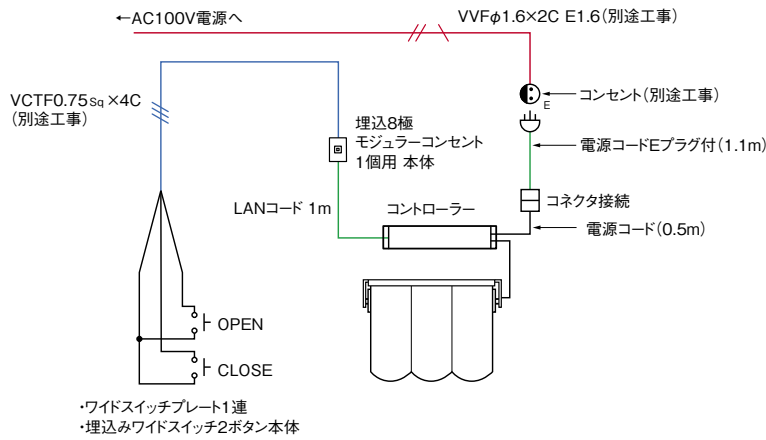 ←AC100V電源へ
VVFφ1.6×2C E1.6(別途工事)
VCTF0.75Sq×4C
(別途工事)
コンセント(別途工事)
E
埋込8極
モジュラーコンセント
1個用 本体
電源コードEプラグ付(1.1m)
コネクタ接続
LANコード 1m
コントローラー
電源コード(0.5m)
OPEN
CLOSE
・ワイドスイッチプレート1連
・埋込みワイドスイッチ2ボタン本体